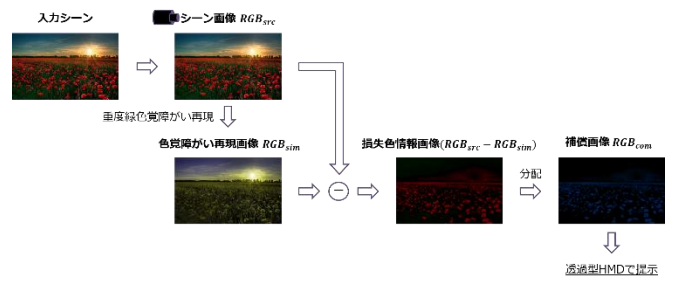 入力シーン
シーン画像 RGBsrc
重度緑色覚障がい再現
色覚障がい再現画像 RGBsim
損失色情報画像(RGBsrc − RGBsim)
分配
補償画像 RGBcom
透過型HMDで提示